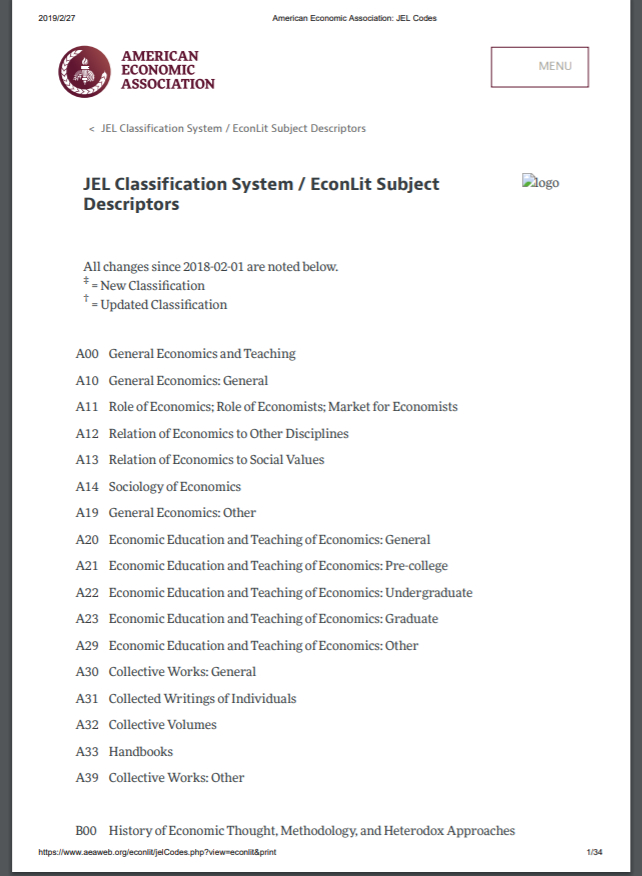 2019/2/27 American Economic Association: JEL Codes
AMERICAN
ECONOMIC
ASSOCIATION
MENU
< JEL Classification System / EconLit Subject Descriptors
JEL Classification System / EconLit Subject
Descriptors
logo
All changes since 2018-02-01 are noted below.
‡ = New Classification
† = Updated Classification
A00 General Economics and Teaching
A10 General Economics: General
A11 Role of Economics; Role of Economists; Market for Economists
A12 Relation of Economics to Other Disciplines
A13 Relation of Economics to Social Values
A14 Sociology of Economics
A19 General Economics: Other
A20 Economic Education and Teaching of Economics: General
A21 Economic Education and Teaching of Economics: Pre-college
A22 Economic Education and Teaching of Economics: Undergraduate
A23 Economic Education and Teaching of Economics: Graduate
A29 Economic Education and Teaching of Economics: Other
A30 Collective Works: General
A31 Collected Writings of Individuals
A32 Collective Volumes
A33 Handbooks
A39 Collective Works: Other
B00 History of Economic Thought, Methodology, and Heterodox Approaches
https://www.aeaweb.org/econlit/jelCodes.php?view=econlit&print 1/34